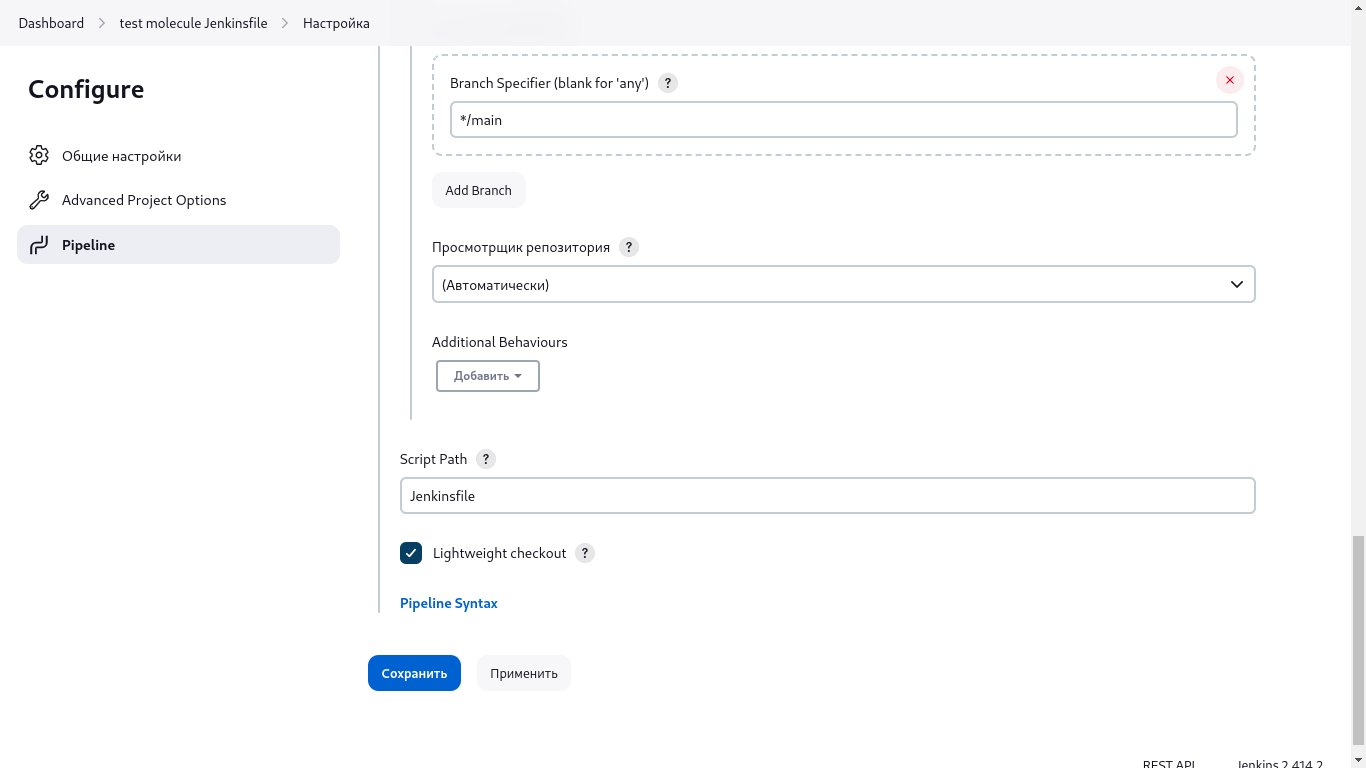 Dashboard > test molecule Jenkinsfile > Настройка
Configure
Общие настройки
Advanced Project Options
Pipeline
Branch Specifier (blank for 'any') ?
*/main
Add Branch
Просмотрщик репозитория ?
(Автоматически)
Additional Behaviours
Добавить
Script Path ?
Jenkinsfile
Lightweight checkout ?
Pipeline Syntax
Сохранить Применить
REST API Jenkins 2.414.2